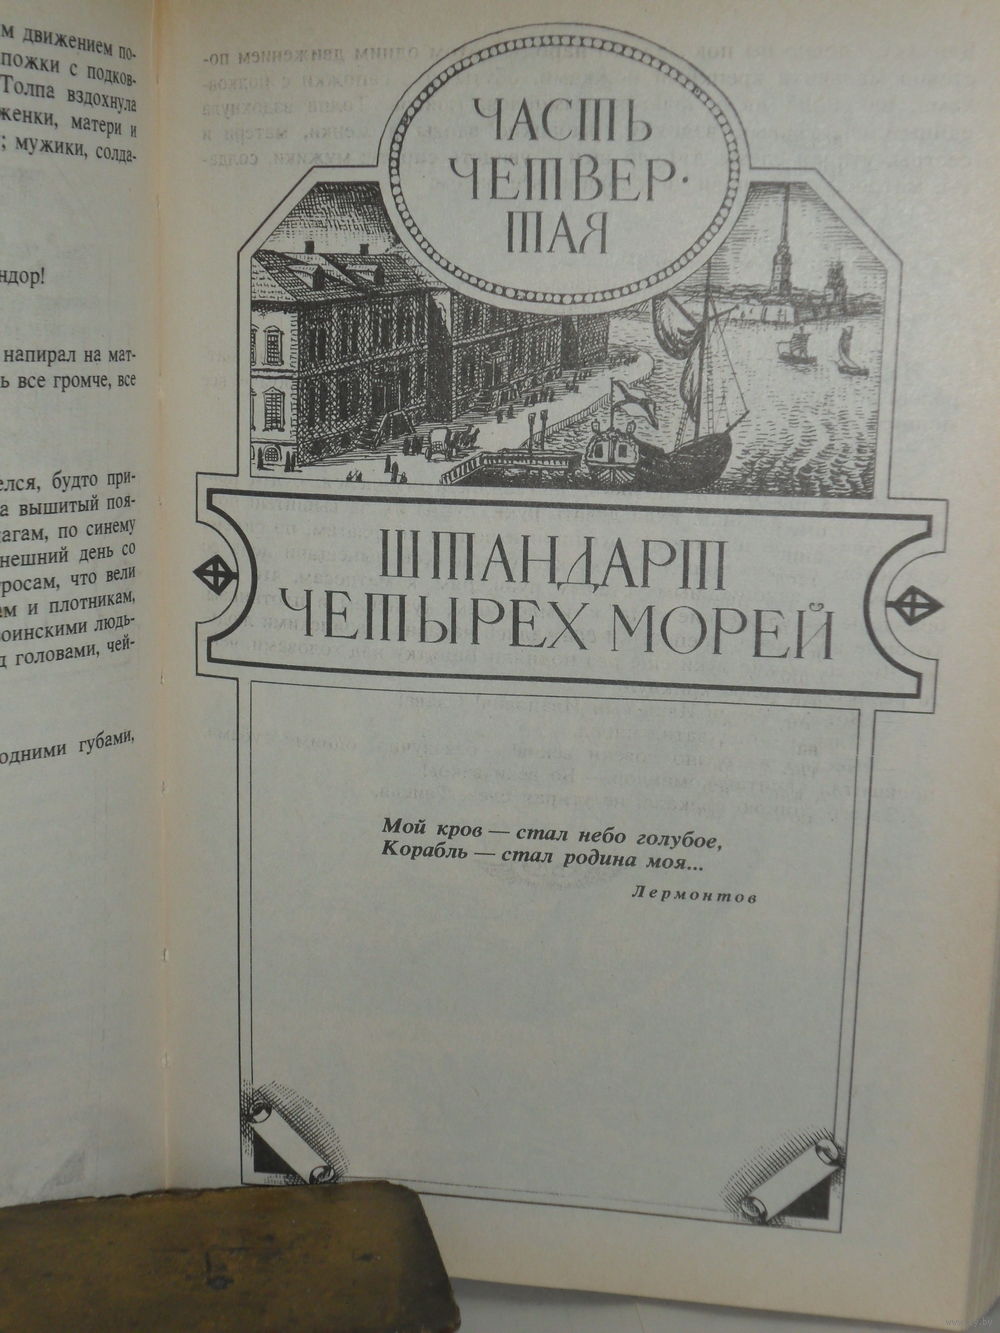 м движением по-
пожки с подков-
Толпа вздохнула
женки, матери и
; мужики, солда-
ндор!
напирал на мат-
ь все громче, все
елся, будто при-
а вышитый поя-
агам, по синему
нешний день со
росам, что вели
ам и плотникам,
оинскими людь-
д головами, чей-
одними губами,
ЧАСТЬ
ЧЕТВЕР-
ТАЯ
ШТАНДАРТ
ЧЕТЫРЕХ МОРЕЙ
Мой кров — стал небо голубое,
Корабль — стал родина моя...
Лермонтов